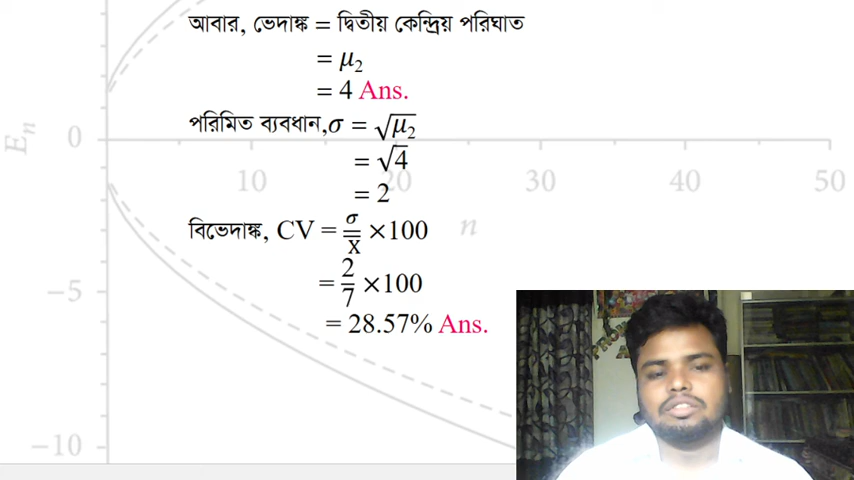 আবার, ভেদাঙ্ক = দ্বিতীয় কেন্দ্রিয় পরিঘাত
= μ₂
= 4 Ans.
পরিমিত ব্যবধান,σ = √μ₂
= √4
= 2
বিভেদাঙ্ক, CV = σ/x̄ ×100
= 2/7 ×100
= 28.57% Ans.
Eₙ
0
10
20
30
40
50
n
−5
−10